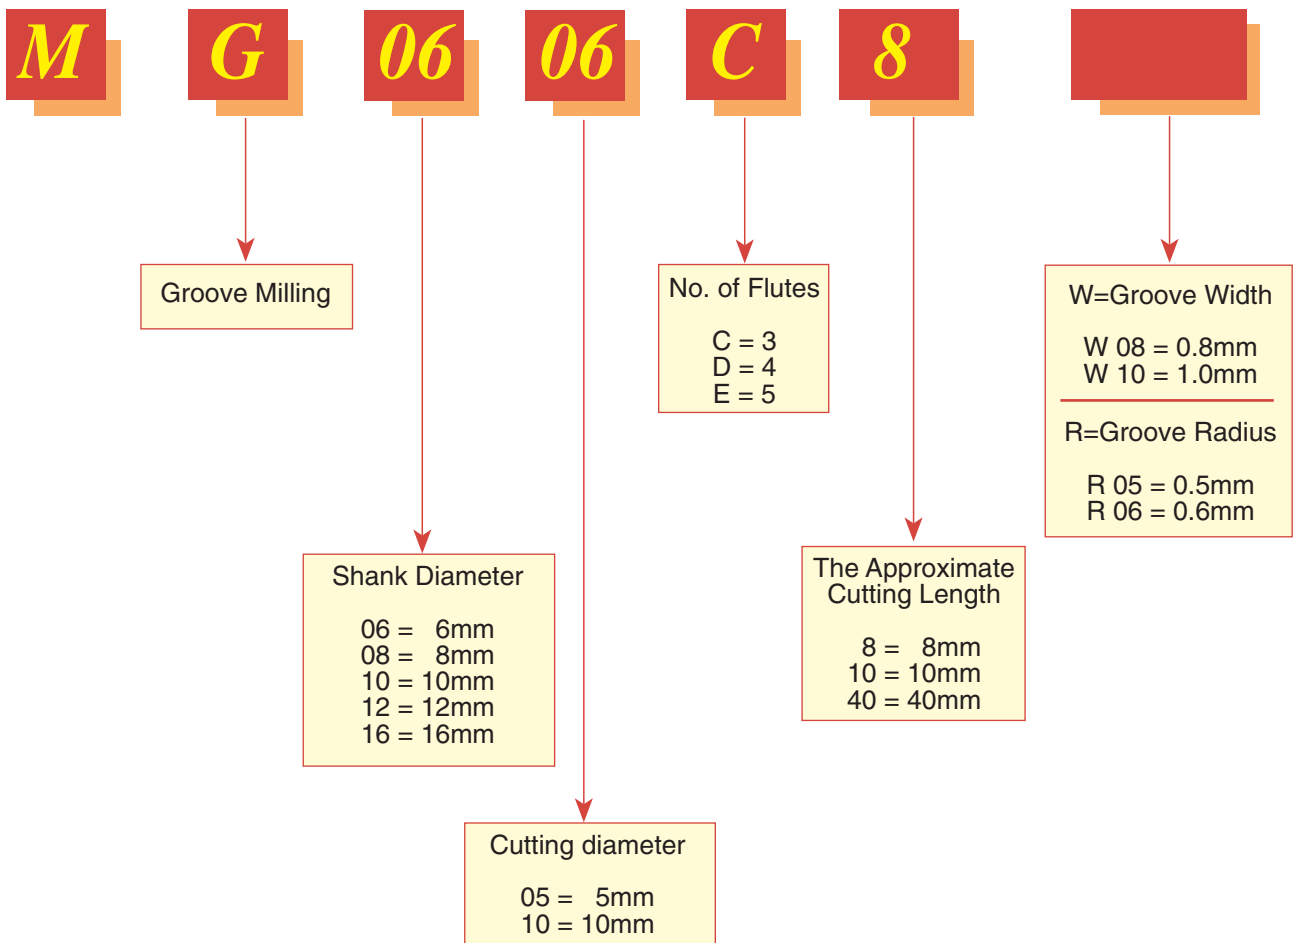 M G 06 06 C 8
Groove Milling
No. of Flutes
C = 3
D = 4
E = 5
W=Groove Width
W 08 = 0.8mm
W 10 = 1.0mm
R=Groove Radius
R 05 = 0.5mm
R 06 = 0.6mm
Shank Diameter
06 = 6mm
08 = 8mm
10 = 10mm
12 = 12mm
16 = 16mm
The Approximate
Cutting Length
8 = 8mm
10 = 10mm
40 = 40mm
Cutting diameter
05 = 5mm
10 = 10mm